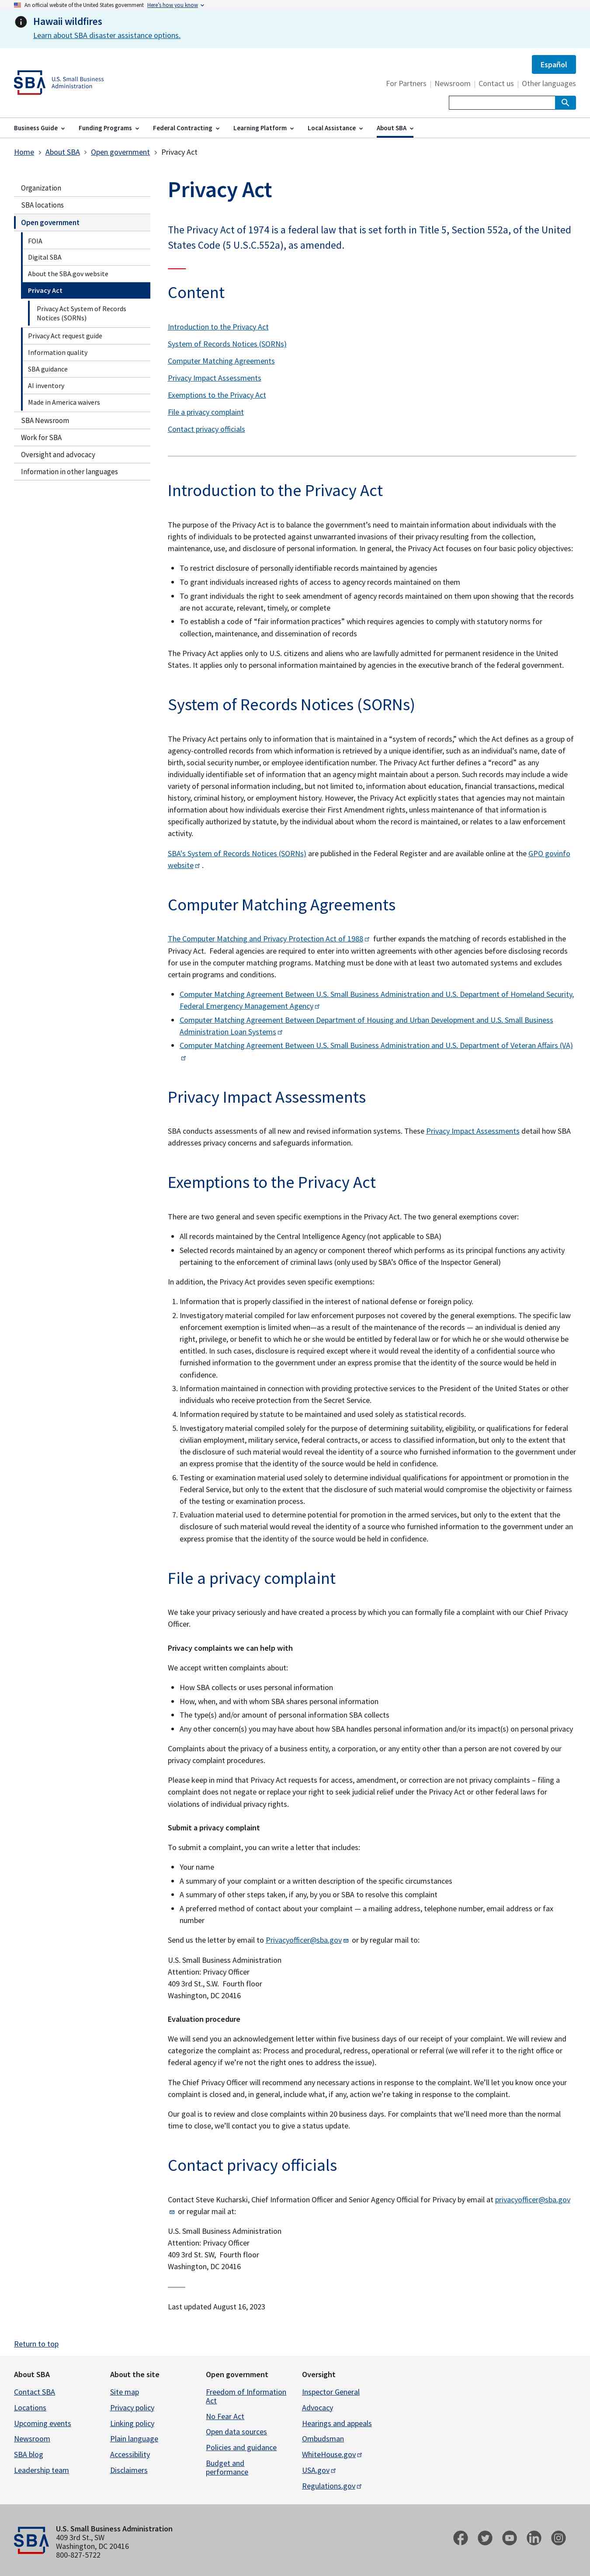 An official website of the United States government Here's how you know
Hawaii wildfires
Learn about SBA disaster assistance options.
Español
SBA U.S. Small Business
Administration
For Partners | Newsroom | Contact us | Other languages
Business Guide Funding Programs Federal Contracting Learning Platform Local Assistance About SBA
Home > About SBA > Open government > Privacy Act
Organization
SBA locations
Open government
FOIA
Digital SBA
About the SBA.gov website
Privacy Act
Privacy Act System of Records
Notices (SORNs)
Privacy Act request guide
Information quality
SBA guidance
AI inventory
Made in America waivers
SBA Newsroom
Work for SBA
Oversight and advocacy
Information in other languages
Privacy Act
The Privacy Act of 1974 is a federal law that is set forth in Title 5, Section 552a, of the United
States Code (5 U.S.C.552a), as amended.
Content
Introduction to the Privacy Act
System of Records Notices (SORNs)
Computer Matching Agreements
Privacy Impact Assessments
Exemptions to the Privacy Act
File a privacy complaint
Contact privacy officials
Introduction to the Privacy Act
The purpose of the Privacy Act is to balance the government's need to maintain information about individuals with the
rights of individuals to be protected against unwarranted invasions of their privacy resulting from the collection,
maintenance, use, and disclosure of personal information. In general, the Privacy Act focuses on four basic policy objectives:
• To restrict disclosure of personally identifiable records maintained by agencies
• To grant individuals increased rights of access to agency records maintained on them
• To grant individuals the right to seek amendment of agency records maintained on them upon showing that the records
are not accurate, relevant, timely, or complete
• To establish a code of “fair information practices” which requires agencies to comply with statutory norms for
collection, maintenance, and dissemination of records
The Privacy Act applies only to U.S. citizens and aliens who are lawfully admitted for permanent residence in the United
States. It applies only to personal information maintained by agencies in the executive branch of the federal government.
System of Records Notices (SORNs)
The Privacy Act pertains only to information that is maintained in a “system of records,” which the Act defines as a group of
agency-controlled records from which information is retrieved by a unique identifier, such as an individual's name, date of
birth, social security number, or employee identification number. The Privacy Act further defines a “record” as any
individually identifiable set of information that an agency might maintain about a person. Such records may include a wide
variety of personal information including, but not limited to, information about education, financial transactions, medical
history, criminal history, or employment history. However, the Privacy Act explicitly states that agencies may not maintain
information about how individuals exercise their First Amendment rights, unless maintenance of that information is
specifically authorized by statute, by the individual about whom the record is maintained, or relates to a law enforcement
activity.
SBA's System of Records Notices (SORNs) are published in the Federal Register and are available online at the GPO govinfo
website .
Computer Matching Agreements
The Computer Matching and Privacy Protection Act of 1988 further expands the matching of records established in the
Privacy Act. Federal agencies are required to enter into written agreements with other agencies before disclosing records
for use in the computer matching programs. Matching must be done with at least two automated systems and excludes
certain programs and conditions.
• Computer Matching Agreement Between U.S. Small Business Administration and U.S. Department of Homeland Security,
Federal Emergency Management Agency
• Computer Matching Agreement Between Department of Housing and Urban Development and U.S. Small Business
Administration Loan Systems
• Computer Matching Agreement Between U.S. Small Business Administration and U.S. Department of Veteran Affairs (VA)
Privacy Impact Assessments
SBA conducts assessments of all new and revised information systems. These Privacy Impact Assessments detail how SBA
addresses privacy concerns and safeguards information.
Exemptions to the Privacy Act
There are two general and seven specific exemptions in the Privacy Act. The two general exemptions cover:
• All records maintained by the Central Intelligence Agency (not applicable to SBA)
• Selected records maintained by an agency or component thereof which performs as its principal functions any activity
pertaining to the enforcement of criminal laws (only used by SBA's Office of the Inspector General)
In addition, the Privacy Act provides seven specific exemptions:
1. Information that is properly classified in the interest of national defense or foreign policy.
2. Investigatory material compiled for law enforcement purposes not covered by the general exemptions. The specific law
enforcement exemption is limited when—as a result of the maintenance of the records — an individual is denied any
right, privilege, or benefit to which he or she would be entitled by federal law or for which he or she would otherwise be
entitled. In such cases, disclosure is required except where it would reveal the identity of a confidential source who
furnished information to the government under an express promise that the identity of the source would be held in
confidence.
3. Information maintained in connection with providing protective services to the President of the United States or other
individuals who receive protection from the Secret Service.
4. Information required by statute to be maintained and used solely as statistical records.
5. Investigatory material compiled solely for the purpose of determining suitability, eligibility, or qualifications for federal
civilian employment, military service, federal contracts, or access to classified information, but only to the extent that
the disclosure of such material would reveal the identity of a source who furnished information to the government under
an express promise that the identity of the source would be held in confidence.
6. Testing or examination material used solely to determine individual qualifications for appointment or promotion in the
Federal Service, but only to the extent that the disclosure of such material would compromise the objectivity or fairness
of the testing or examination process.
7. Evaluation material used to determine potential for promotion in the armed services, but only to the extent that the
disclosure of such material would reveal the identity of a source who furnished information to the government under an
express promise that the identity of the source would be held in confidence.
File a privacy complaint
We take your privacy seriously and have created a process by which you can formally file a complaint with our Chief Privacy
Officer.
Privacy complaints we can help with
We accept written complaints about:
• How SBA collects or uses personal information
• How, when, and with whom SBA shares personal information
• The type(s) and/or amount of personal information SBA collects
• Any other concern(s) you may have about how SBA handles personal information and/or its impact(s) on personal privacy
Complaints about the privacy of a business entity, a corporation, or any entity other than a person are not covered by our
privacy complaint procedures.
Please keep in mind that Privacy Act requests for access, amendment, or correction are not privacy complaints – filing a
complaint does not negate or replace your right to seek judicial relief under the Privacy Act or other federal laws for
violations of individual privacy rights.
Submit a privacy complaint
To submit a complaint, you can write a letter that includes:
• Your name
• A summary of your complaint or a written description of the specific circumstances
• A summary of other steps taken, if any, by you or SBA to resolve this complaint
• A preferred method of contact about your complaint — a mailing address, telephone number, email address or fax
number
Send us the letter by email to Privacyofficer@sba.gov or by regular mail to:
U.S. Small Business Administration
Attention: Privacy Officer
409 3rd St., S.W. Fourth floor
Washington, DC 20416
Evaluation procedure
We will send you an acknowledgement letter within five business days of our receipt of your complaint. We will review and
categorize the complaint as: Process and procedural, redress, operational or referral (we will refer it to the right office or
federal agency if we're not the right ones to address the issue).
The Chief Privacy Officer will recommend any necessary actions in response to the complaint. We'll let you know once your
complaint is closed and, in general, include what, if any, action we're taking in response to the complaint.
Our goal is to review and close complaints within 20 business days. For complaints that we'll need more than the normal
time to close, we'll contact you to give a status update.
Contact privacy officials
Contact Steve Kucharski, Chief Information Officer and Senior Agency Official for Privacy by email at privacyofficer@sba.gov
or regular mail at:
U.S. Small Business Administration
Attention: Privacy Officer
409 3rd St. SW, Fourth floor
Washington, DC 20416
Last updated August 16, 2023
Return to top
About SBA
Contact SBA
Locations
Upcoming events
Newsroom
SBA blog
Leadership team
About the site
Site map
Privacy policy
Linking policy
Plain language
Accessibility
Disclaimers
Open government
Freedom of Information
Act
No Fear Act
Open data sources
Policies and guidance
Budget and
performance
Oversight
Inspector General
Advocacy
Hearings and appeals
Ombudsman
WhiteHouse.gov
USA.gov
Regulations.gov
SBA
U.S. Small Business Administration
409 3rd St., SW
Washington, DC 20416
800-827-5722